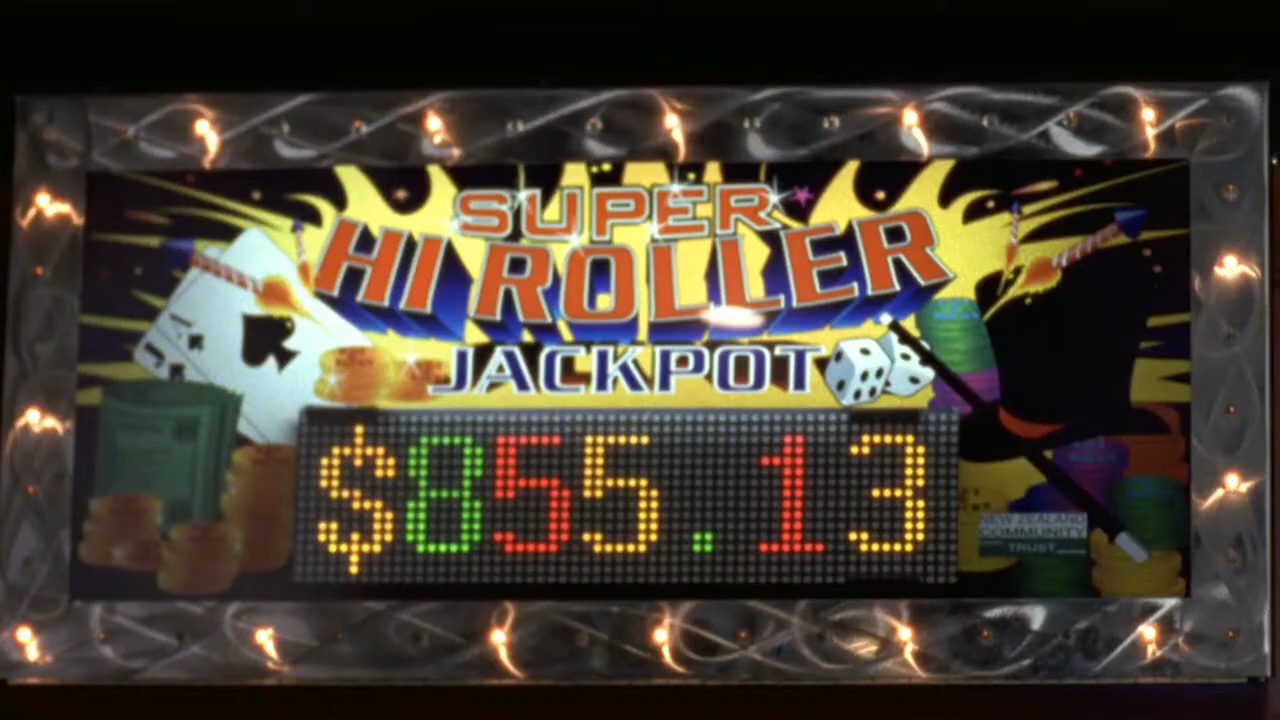 SUPER
HI ROLLER
JACKPOT
$855.13
J
NEW ZEALAND
COMMUNITY
TRUST